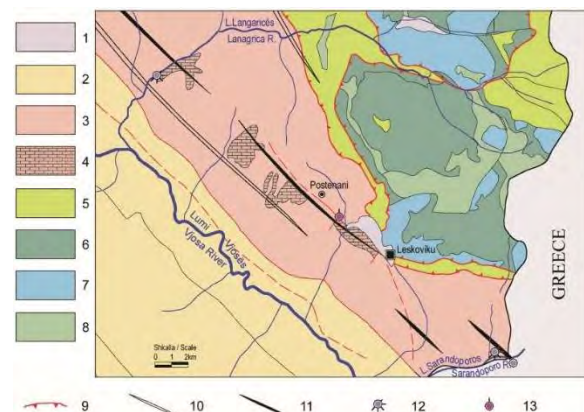 1
2
3
4
5
6
7
8
L.Langaricës
Lanagrica R.
Postenani
Leskoviku
Lumi Vjosës
Vjosa River
GREECE
Shkalla / Scale
0 1 2km
L.Sarandoporos
Sarandoporo R.
9 10 11 12 13